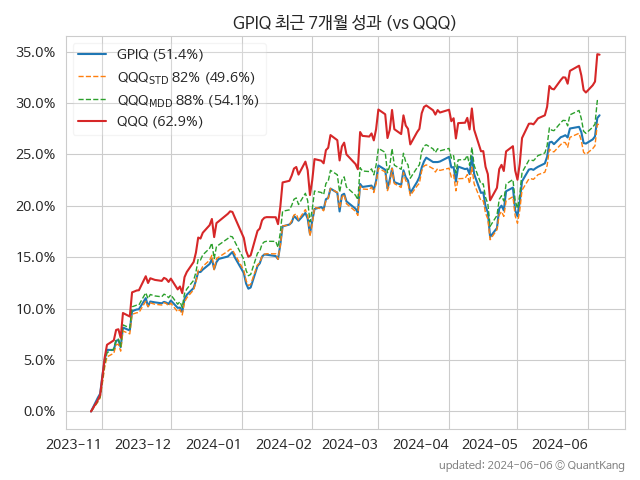 GPIQ 최근 7개월 성과 (vs QQQ)
GPIQ (51.4%)
QQQSTD 82% (49.6%)
QQQMDD 88% (54.1%)
QQQ (62.9%)
35.0%
30.0%
25.0%
20.0%
15.0%
10.0%
5.0%
0.0%
2023-11 2023-12 2024-01 2024-02 2024-03 2024-04 2024-05 2024-06
updated: 2024-06-06 © QuantKang